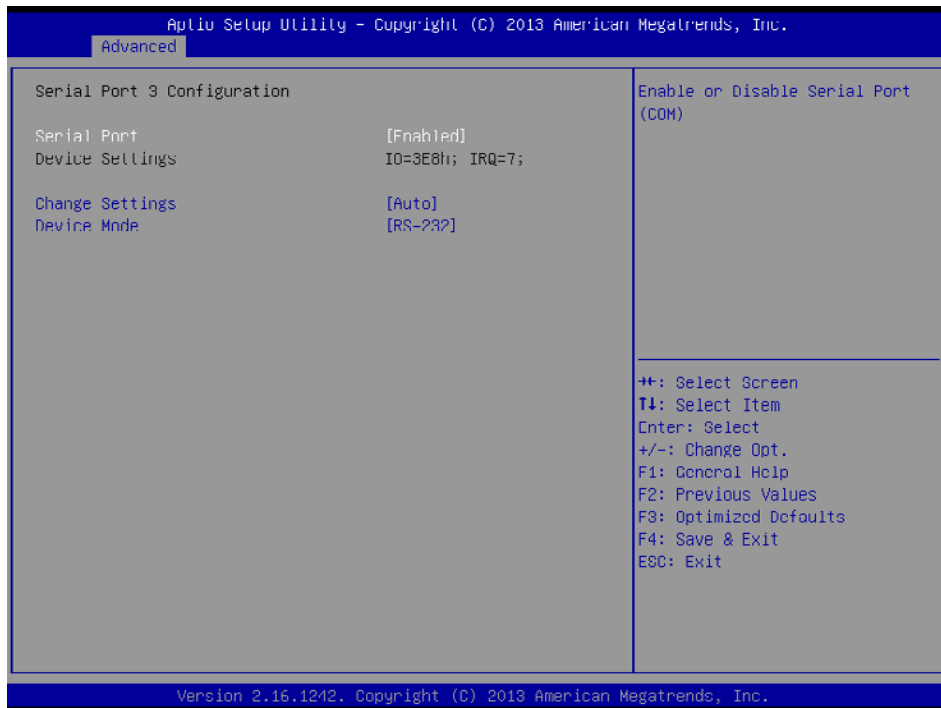 Aptio Setup Utility - Copyright (C) 2013 American Megatrends, Inc.
Advanced
Serial Port 3 Configuration
Serial Port [Enabled]
Device Settings IO=3E8h; IRQ=7;
Change Settings [Auto]
Device Mode [RS-232]
Enable or Disable Serial Port
(COM)
→←: Select Screen
↑↓: Select Item
Enter: Select
+/-: Change Opt.
F1: General Help
F2: Previous Values
F3: Optimized Defaults
F4: Save & Exit
ESC: Exit
Version 2.16.1242. Copyright (C) 2013 American Megatrends, Inc.